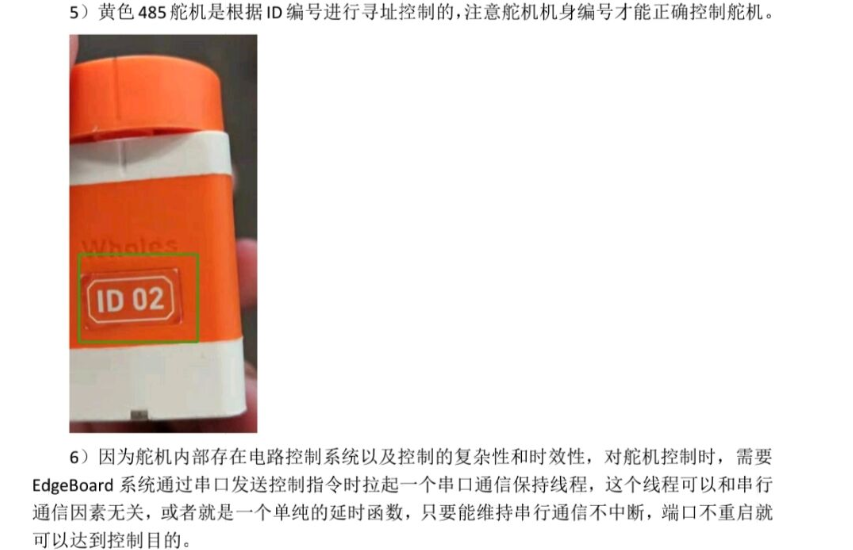 5）黄色 485 舵机是根据 ID 编号进行寻址控制的，注意舵机机身编号才能正确控制舵机。
Whales
ID 02
6）因为舵机内部存在电路控制系统以及控制的复杂性和时效性，对舵机控制时，需要
EdgeBoard 系统通过串口发送控制指令时拉起一个串口通信保持线程，这个线程可以和串行
通信因素无关，或者就是一个单纯的延时函数，只要能维持串行通信不中断，端口不重启就
可以达到控制目的。